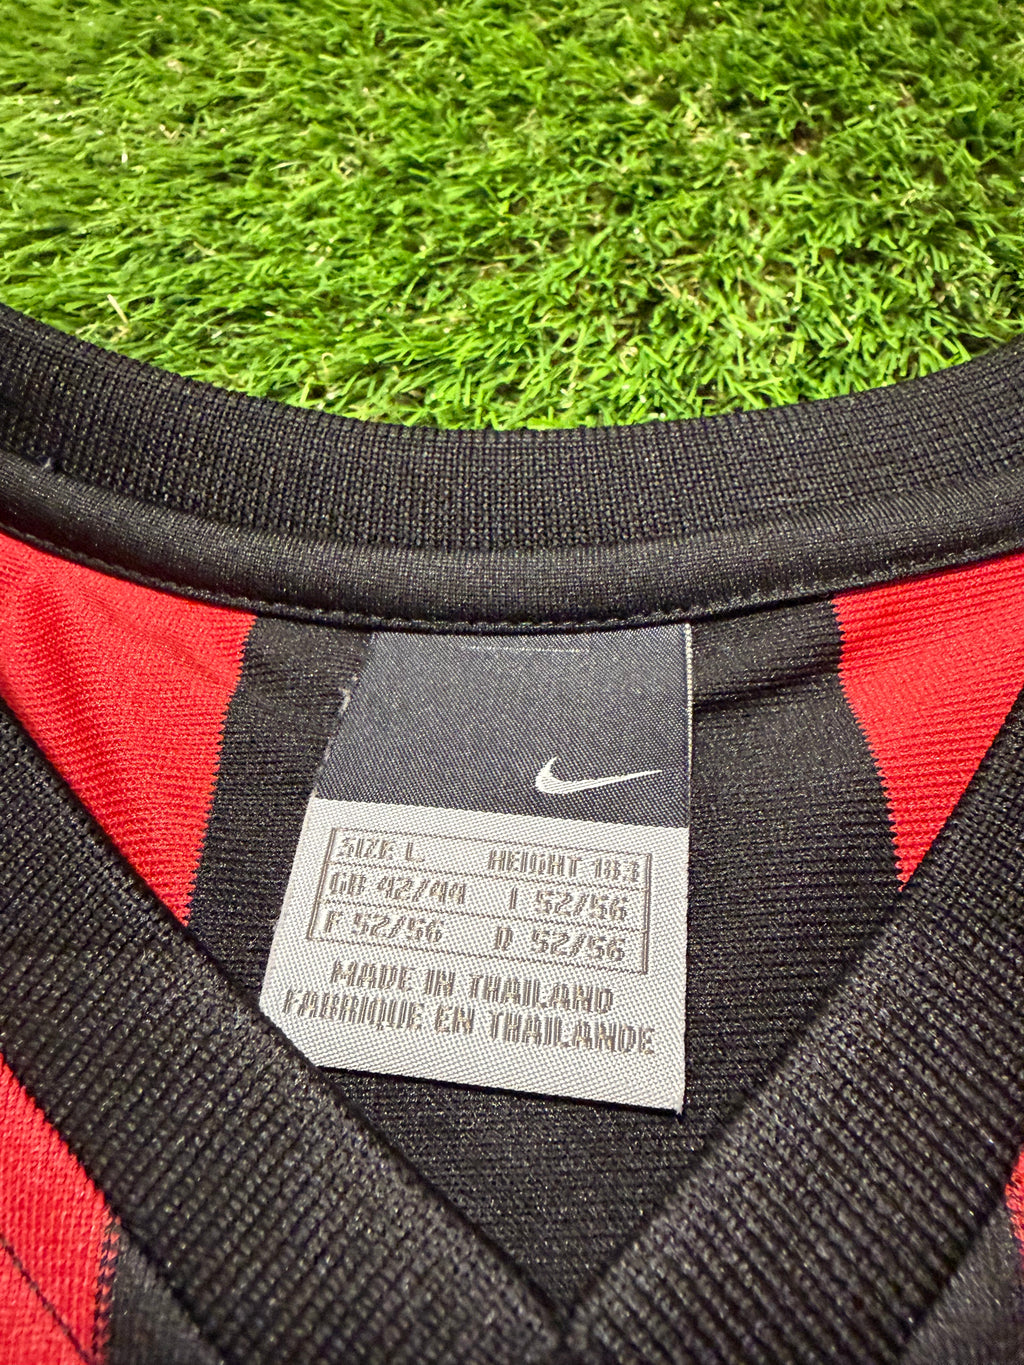 SIZE L HEIGHT 183
GB 42/44 I 52/56
F 52/56 D 52/56
MADE IN THAILAND
FABRIQUE EN THAILANDE